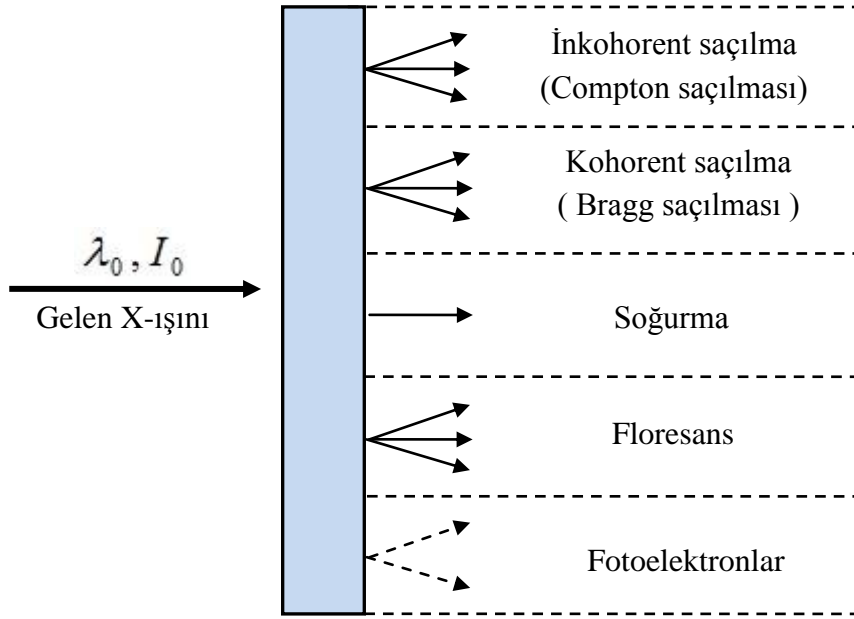 İnkohorent saçılma
(Compton saçılması)
Kohorent saçılma
( Bragg saçılması )
λ₀ , I₀
Gelen X-ışını
Soğurma
Floresans
Fotoelektronlar